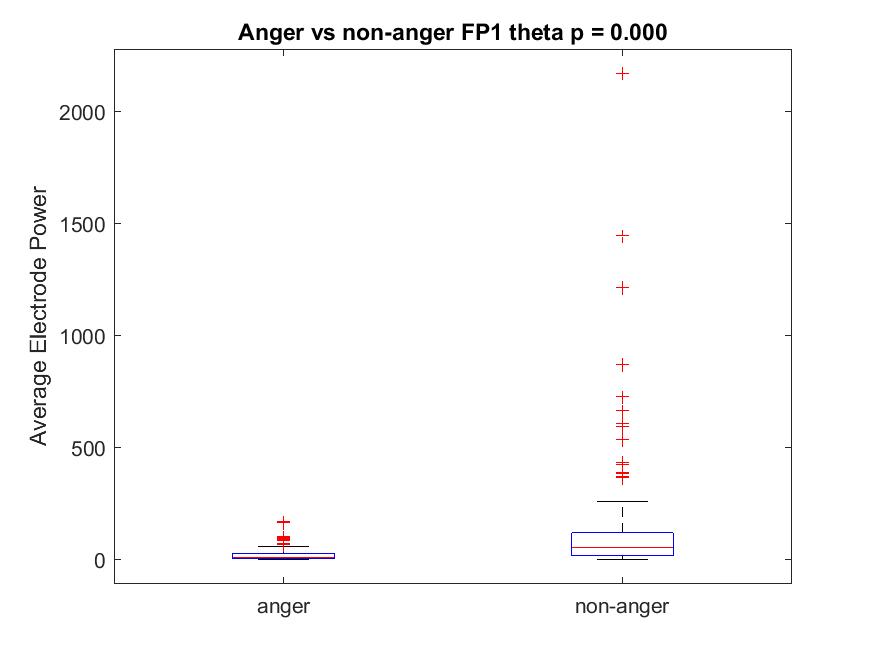 Anger vs non-anger FP1 theta p = 0.000
Average Electrode Power
2000
1500
1000
500
0
anger
non-anger